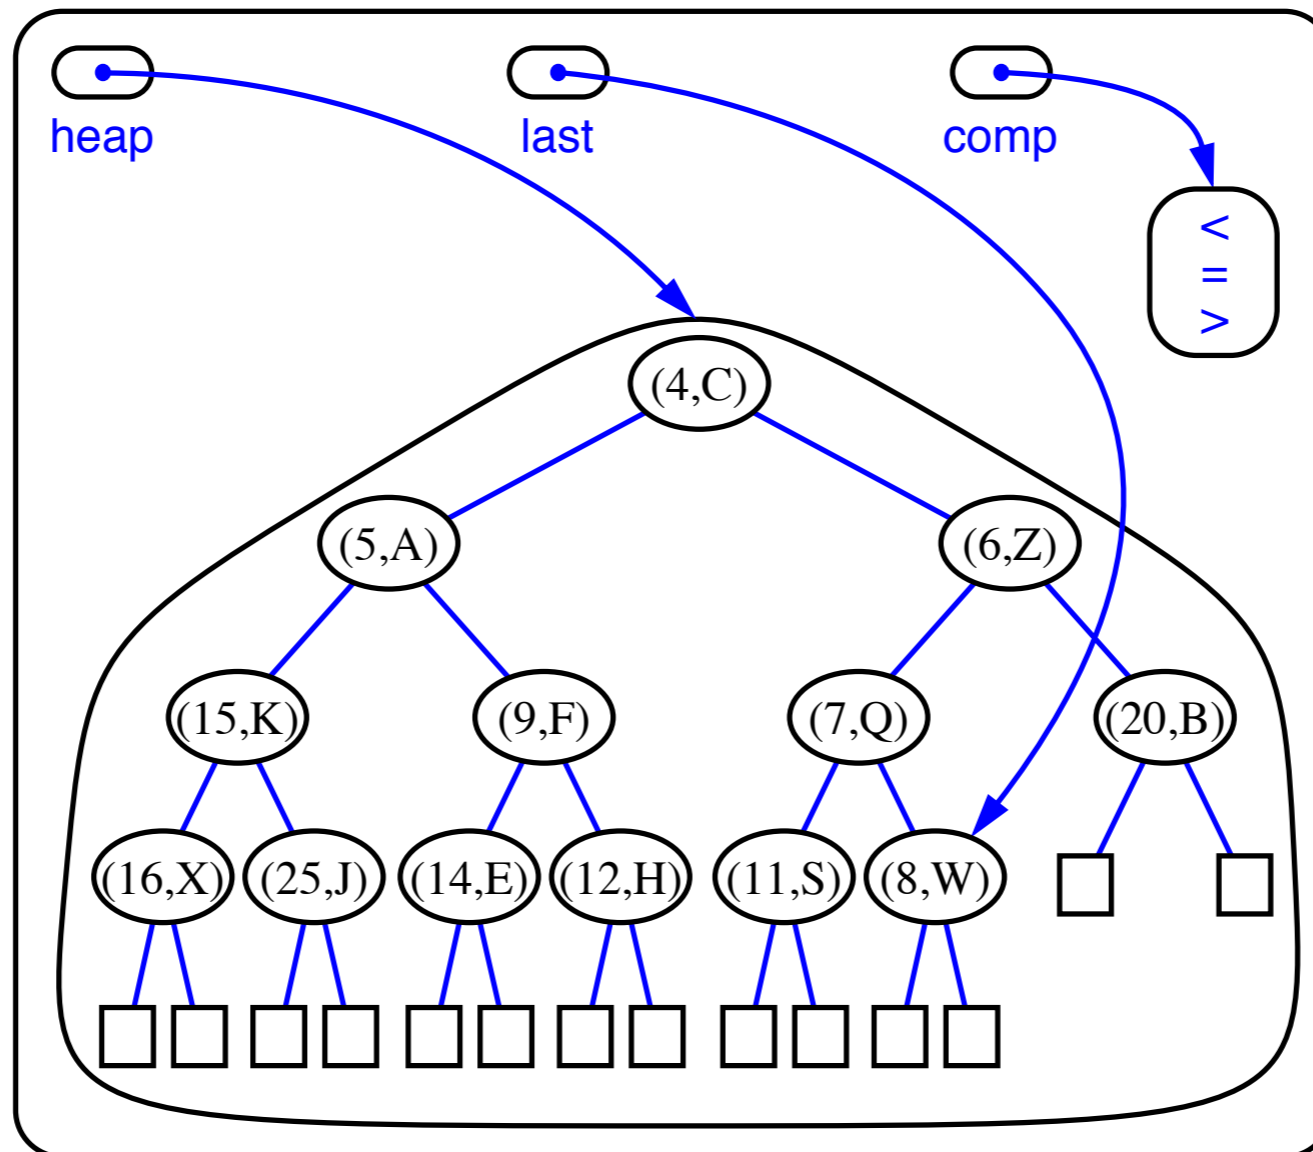 heap last comp
<
=
>
(4,C)
(5,A) (6,Z)
(15,K) (9,F) (7,Q) (20,B)
(16,X) (25,J) (14,E) (12,H) (11,S) (8,W)